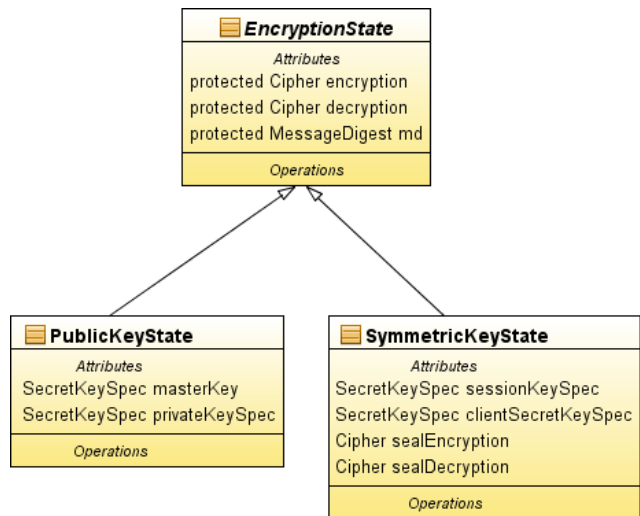 EncryptionState
Attributes
protected Cipher encryption
protected Cipher decryption
protected MessageDigest md
Operations
PublicKeyState
Attributes
SecretKeySpec masterKey
SecretKeySpec privateKeySpec
Operations
SymmetricKeyState
Attributes
SecretKeySpec sessionKeySpec
SecretKeySpec clientSecretKeySpec
Cipher sealEncryption
Cipher sealDecryption
Operations